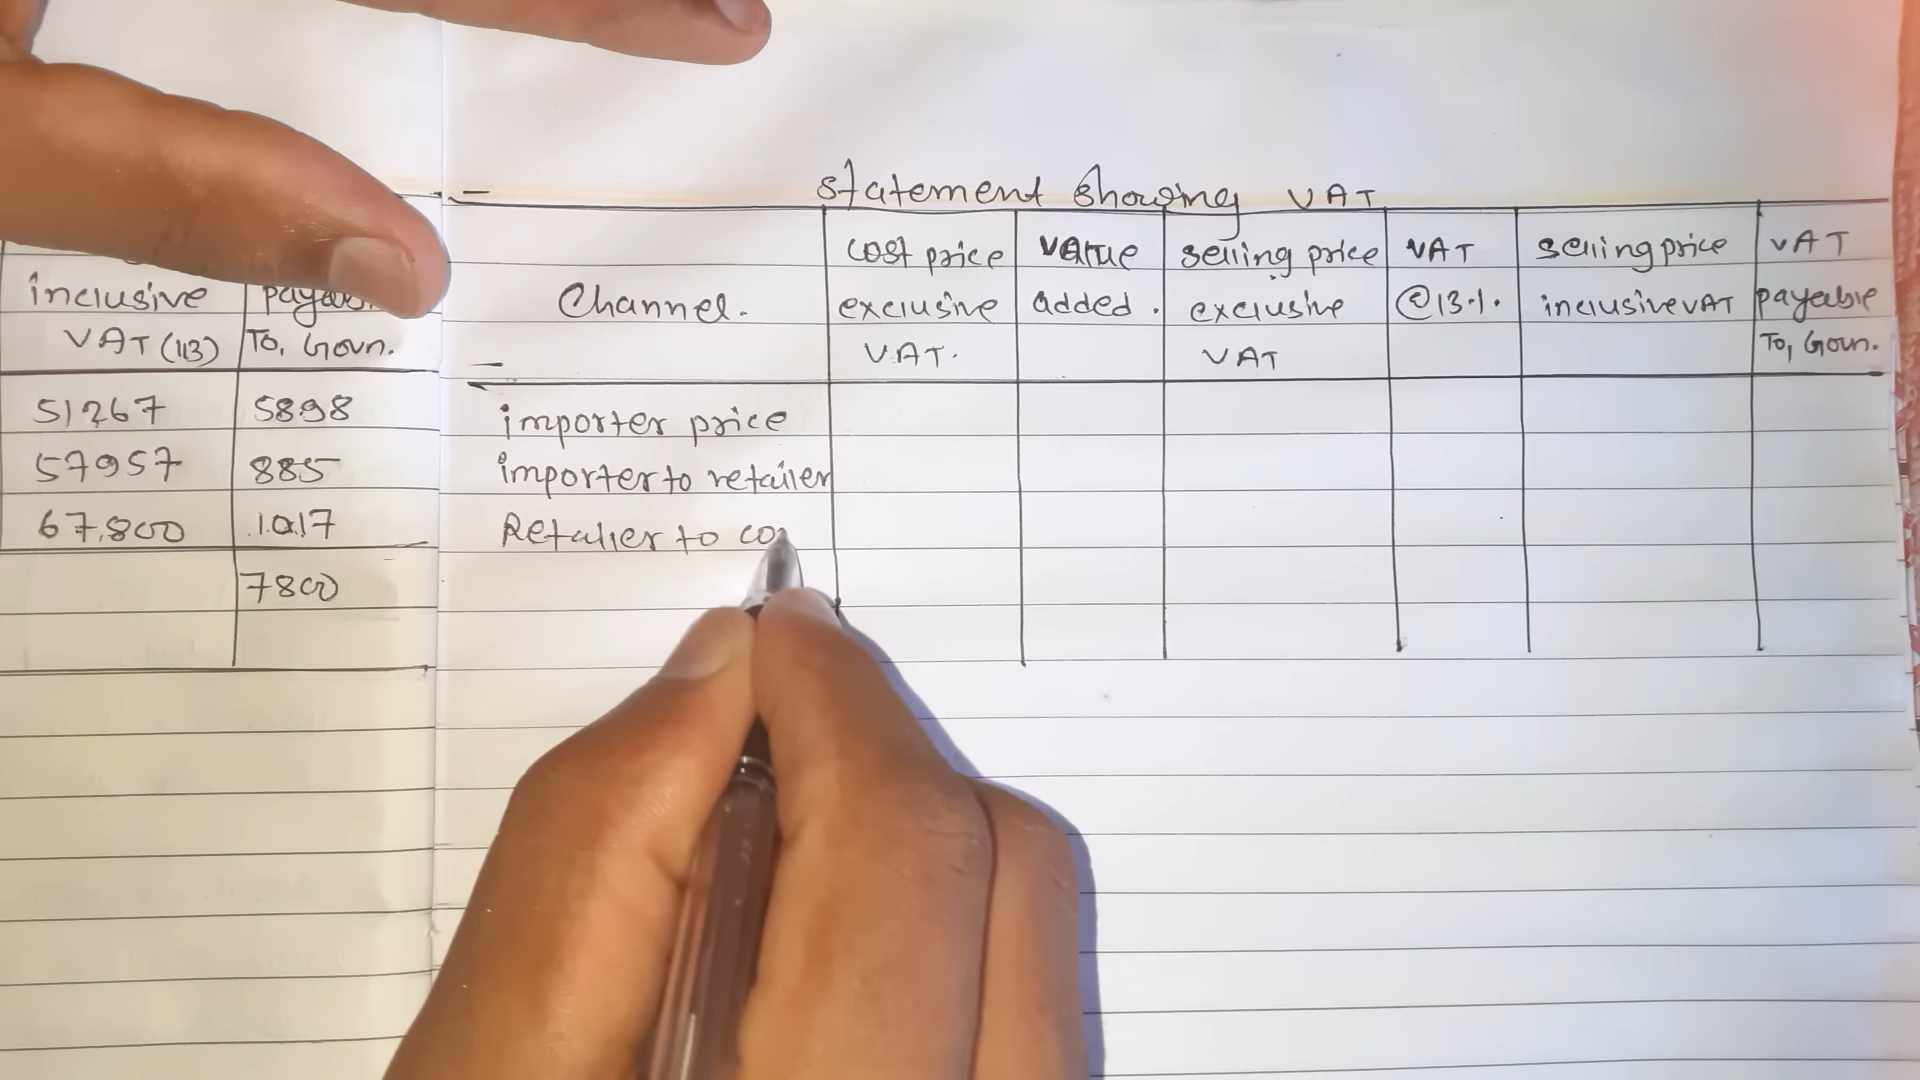 inclusive
VAT (113)
To, Govn.
51267 5898
57957 885
67,800 1017
7800
statement showing VAT
Channel.
cost price
exclusive
VAT.
value
added.
selling price
exclusive
VAT
VAT
@13%.
selling price
inclusive VAT
VAT
payable
To, Govn.
importer price
importer to retailer
Retailer to co